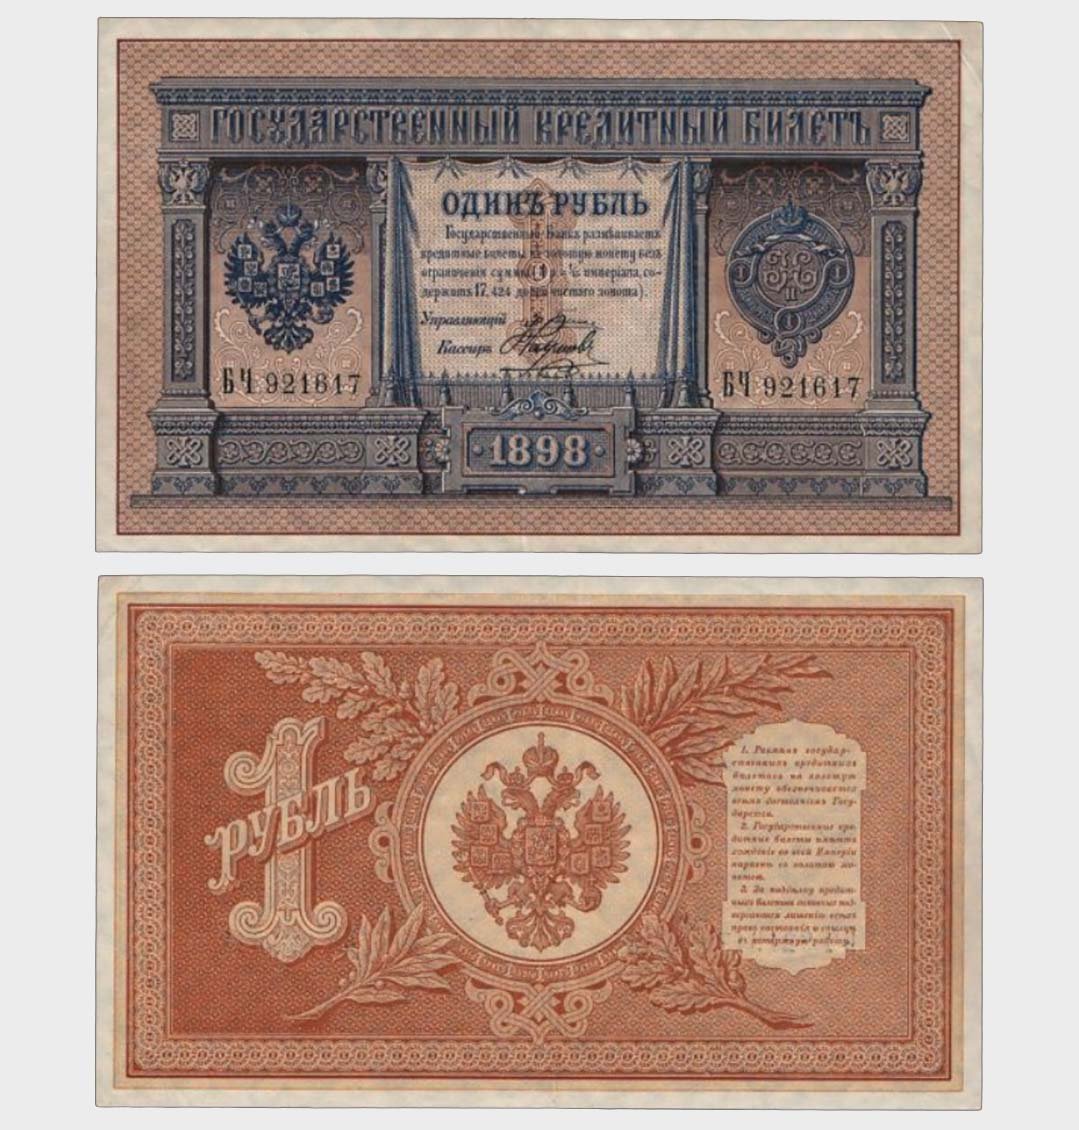 ГОСУДАРСТВЕННЫЙ КРЕДИТНЫЙ БИЛЕТЪ
ОДИНЪ РУБЛЬ
Государственный Банкъ размѣниваетъ
кредитные билеты на золотую монету безъ
ограниченія суммы (1 р. = 1/15 имперіала, со-
держитъ 17,424 долей чистаго золота).
Управляющій
Кассиръ
БЧ 921617
БЧ 921617
1898
1
РУБЛЬ
1. Размѣнъ государ-
ственныхъ кредитныхъ
билетовъ на золотую
монету обезпечивается
всѣмъ достояніемъ Госу-
дарства.
2. Государственные кре-
дитные билеты имѣютъ
хожденіе во всей Имперіи
наравнѣ съ золотою мо-
нетою.
3. За поддѣлку кредит-
ныхъ билетовъ виновные под-
вергаются лишенію всѣхъ
правъ состоянія и ссылкѣ
въ каторжную работу.